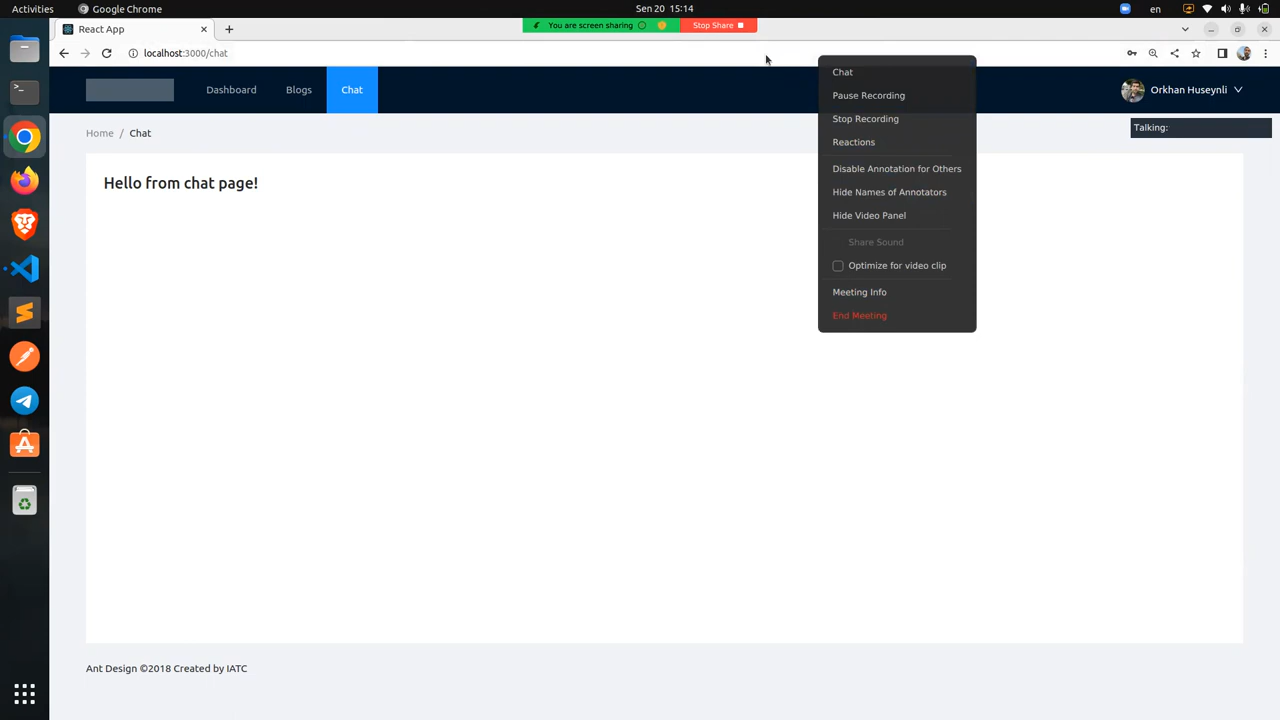 Activities
Google Chrome
Sen 20 15:14
en
React App
You are screen sharing
Stop Share
localhost:3000/chat
Dashboard
Blogs
Chat
Orkhan Huseynli
Home / Chat
Talking:
Hello from chat page!
Chat
Pause Recording
Stop Recording
Reactions
Disable Annotation for Others
Hide Names of Annotators
Hide Video Panel
Share Sound
Optimize for video clip
Meeting Info
End Meeting
Ant Design ©2018 Created by IATC